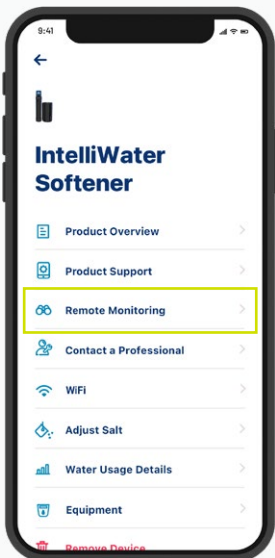 9:41
IntelliWater
Softener
Product Overview
Product Support
Remote Monitoring
Contact a Professional
WiFi
Adjust Salt
Water Usage Details
Equipment
Remove Device